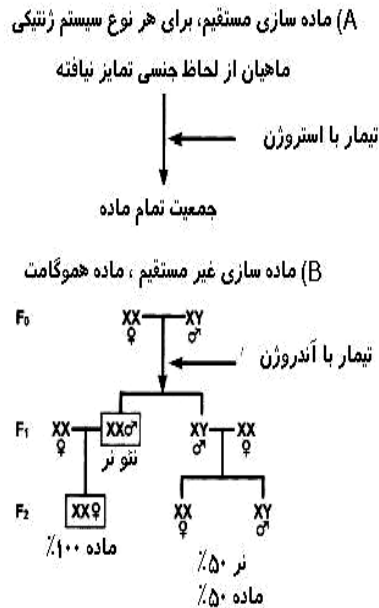 A) ماده سازی مستقیم، برای هر نوع سیستم ژنتیکی
ماهیان از لحاظ جنسی تمایز نیافته
تیمار با استروژن
جمعیت تمام ماده
B) ماده سازی غیر مستقیم ، ماده هموگامت
F₀ XX♀ XY♂
تیمار با آندروژن
F₁ XX♀ XX♂ XY♂ XX♀
نئو نر
F₂ XX♀ XX♀ XY♂
ماده ۱۰۰٪
نر ۵۰٪
ماده ۵۰٪